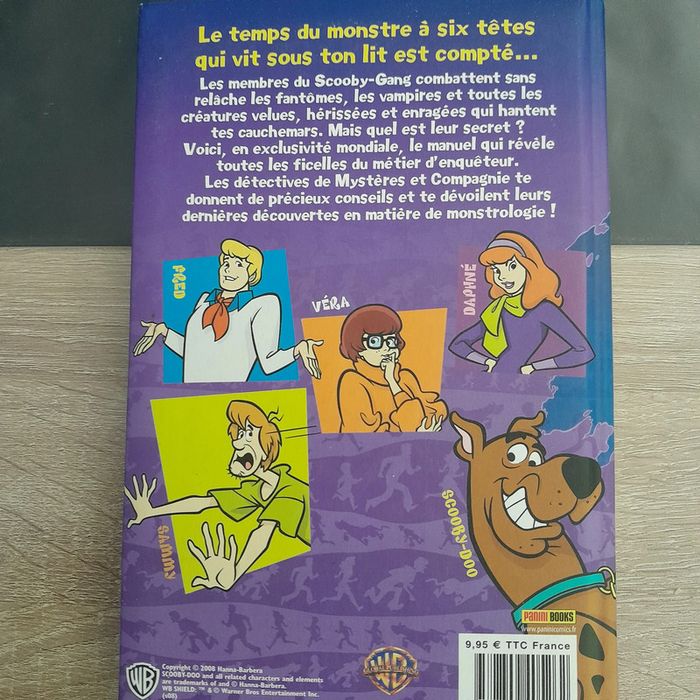 Le temps du monstre à six têtes
qui vit sous ton lit est compté...
Les membres du Scooby-Gang combattent sans
relâche les fantômes, les vampires et toutes les
créatures velues, hérissées et enragées qui hantent
tes cauchemars. Mais quel est leur secret ?
Voici, en exclusivité mondiale, le manuel qui révèle
toutes les ficelles du métier d'enquêteur.
Les détectives de Mystères et Compagnie te
donnent de précieux conseils et te dévoilent leurs
dernières découvertes en matière de monstrologie !
FRED
VÉRA
DAPHNÉ
SAMMY
SCOOBY-DOO
PANINI BOOKS
www.paninicomics.fr
9,95 € TTC France
Copyright © 2008 Hanna-Barbera
SCOOBY-DOO and all related characters and elements
are trademarks of and © Hanna-Barbera.
WB SHIELD: ™ & © Warner Bros Entertainment Inc.
(s08)
WB
WB